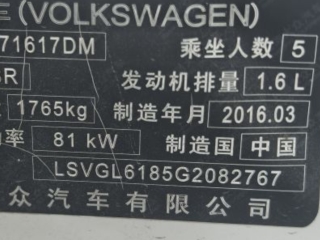 (VOLKSWAGEN)
71617DM 乘坐人数 5
R 发动机排量 1.6 L
1765kg 制造年月 2016.03
功率 81 kW 制造国 中国
LSVGL6185G2082767
众汽车有限公司